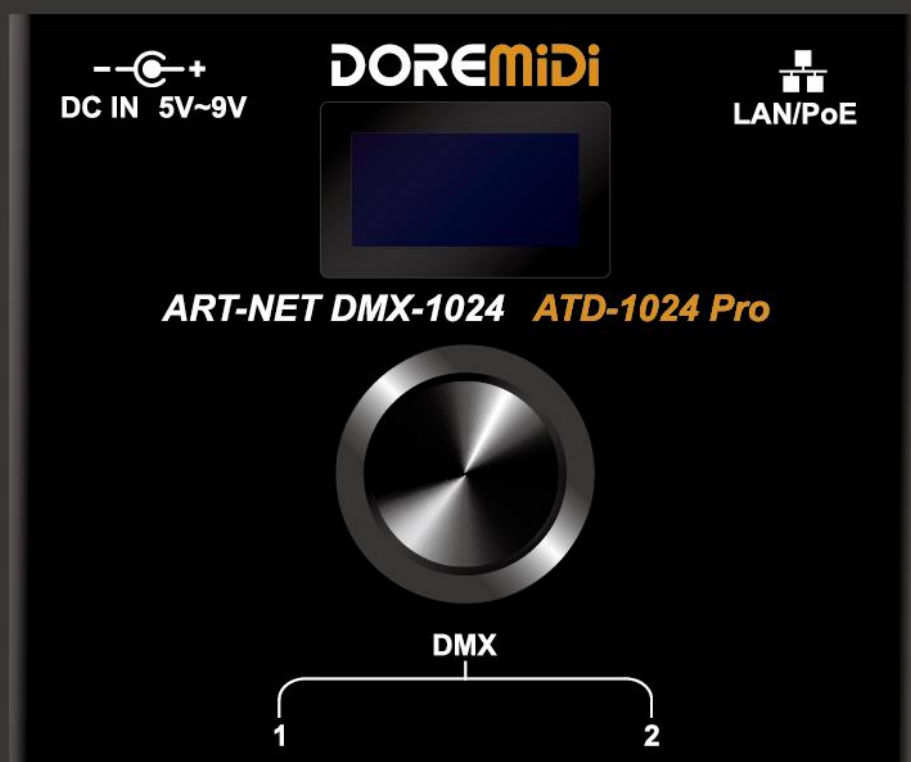 DOREMiDi
DC IN 5V~9V
LAN/PoE
ART-NET DMX-1024 ATD-1024 Pro
DMX
1 2